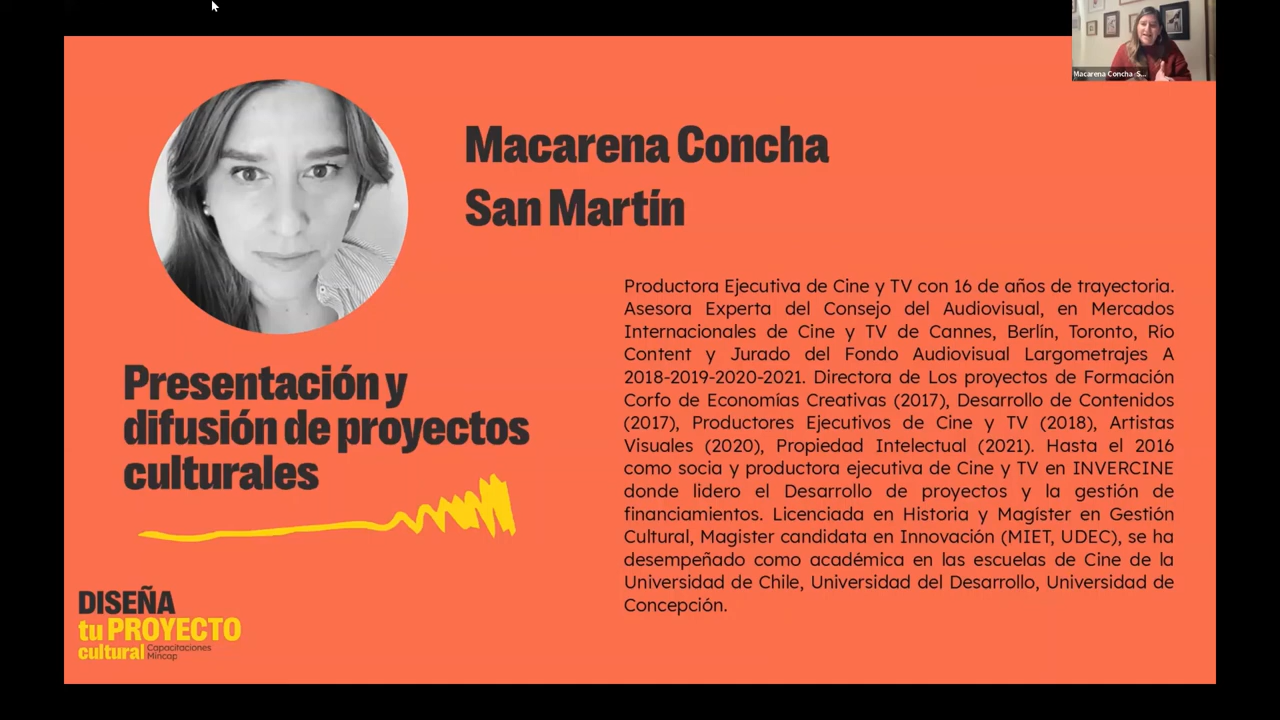 Macarena Concha S...
Macarena Concha
San Martín
Presentación y
difusión de proyectos
culturales
Productora Ejecutiva de Cine y TV con 16 de años de trayectoria.
Asesora Experta del Consejo del Audiovisual, en Mercados
Internacionales de Cine y TV de Cannes, Berlín, Toronto, Río
Content y Jurado del Fondo Audiovisual Largometrajes A
2018-2019-2020-2021. Directora de Los proyectos de Formación
Corfo de Economías Creativas (2017), Desarrollo de Contenidos
(2017), Productores Ejecutivos de Cine y TV (2018), Artistas
Visuales (2020), Propiedad Intelectual (2021). Hasta el 2016
como socia y productora ejecutiva de Cine y TV en INVERCINE
donde lidero el Desarrollo de proyectos y la gestión de
financiamientos. Licenciada en Historia y Magíster en Gestión
Cultural, Magister candidata en Innovación (MIET, UDEC), se ha
desempeñado como académica en las escuelas de Cine de la
Universidad de Chile, Universidad del Desarrollo, Universidad de
Concepción.
DISEÑA
tu PROYECTO
cultural Capacitaciones
Mincap